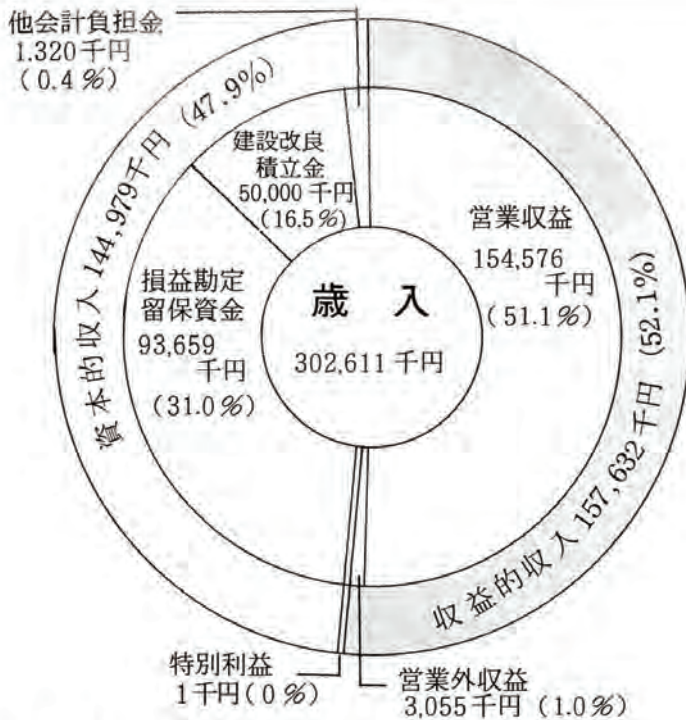 他会計負担金
1.320千円
(0.4%)
資本的収入 144,979千円 (47.9%)
建設改良
積立金
50,000千円
(16.5%)
損益勘定
留保資金
93,659
千円
(31.0%)
歳 入
302,611千円
営業収益
154,576
千円
(51.1%)
収益的収入 157,632千円 (52.1%)
特別利益
1千円(0%)
営業外収益
3,055千円 (1.0%)